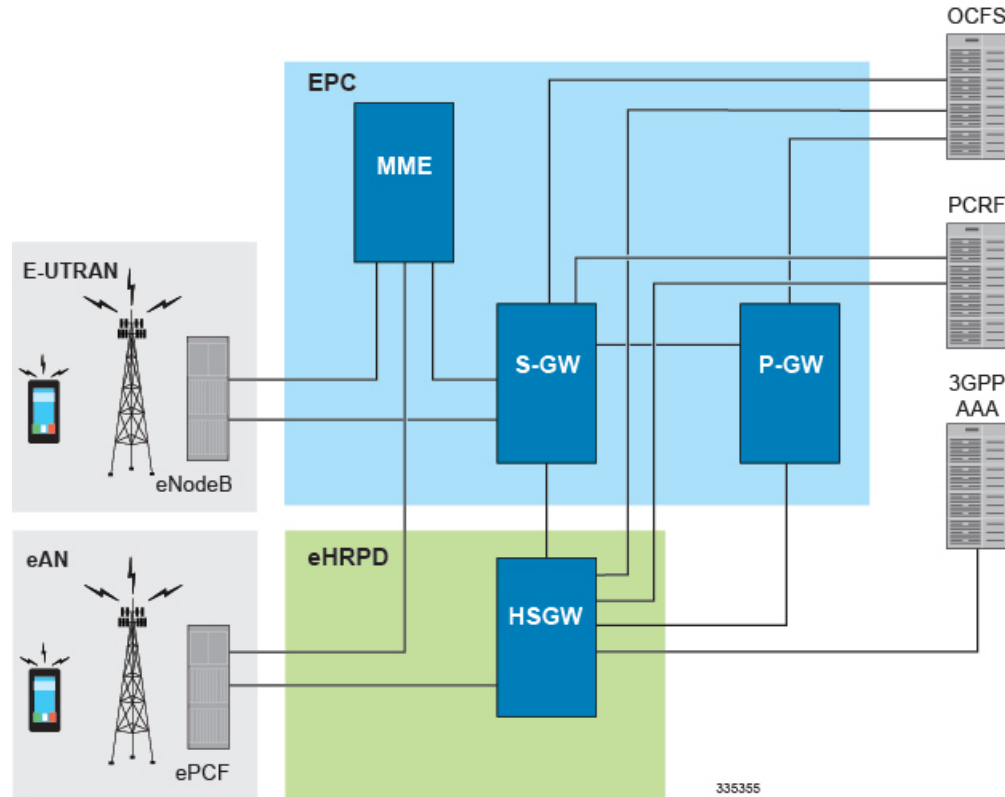 OCFS
EPC
MME
PCRF
E-UTRAN
S-GW
P-GW
3GPP
AAA
eNodeB
eAN
eHRPD
HSGW
ePCF
335355